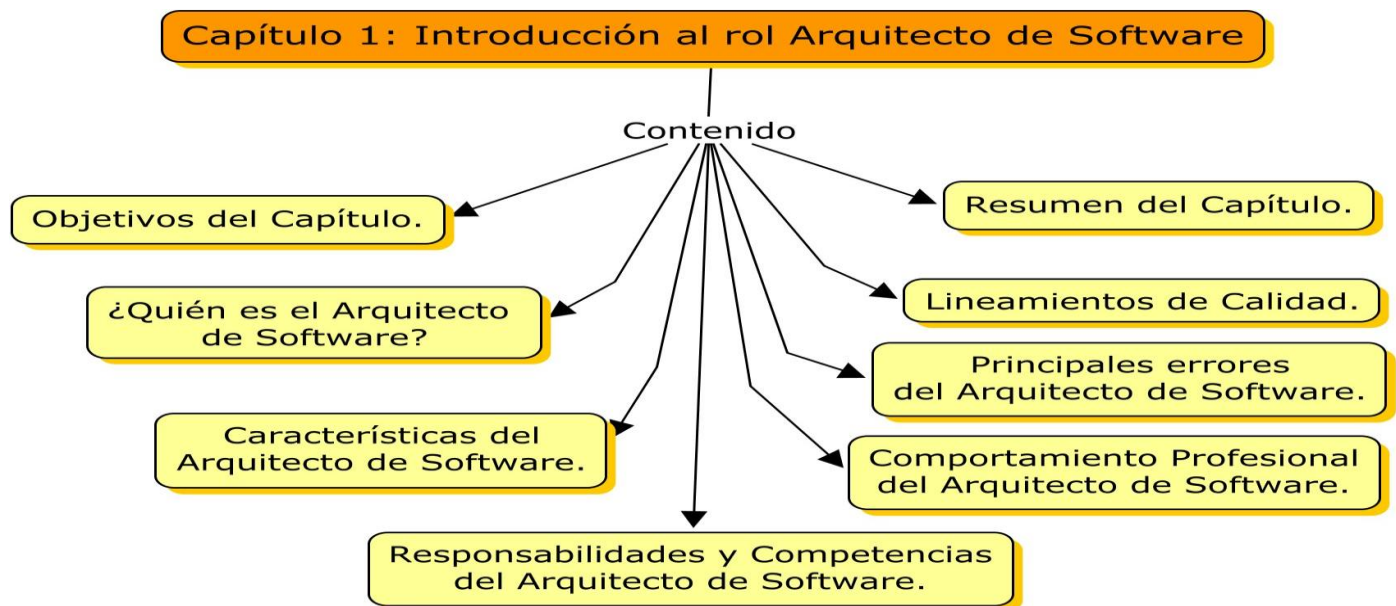 Capítulo 1: Introducción al rol Arquitecto de Software
Contenido
Objetivos del Capítulo.
¿Quién es el Arquitecto
de Software?
Características del
Arquitecto de Software.
Responsabilidades y Competencias
del Arquitecto de Software.
Comportamiento Profesional
del Arquitecto de Software.
Principales errores
del Arquitecto de Software.
Lineamientos de Calidad.
Resumen del Capítulo.